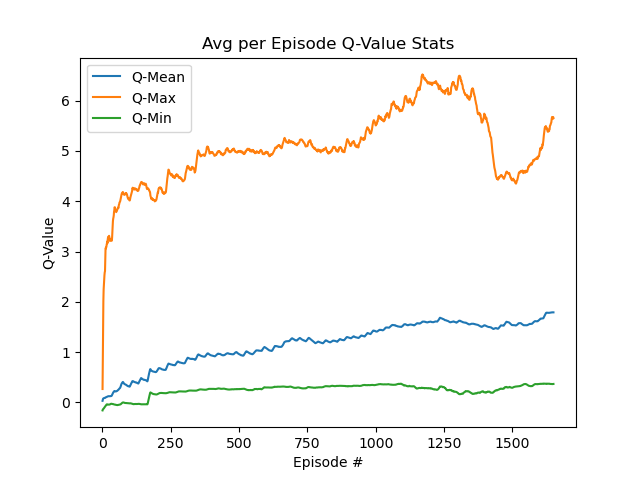 Avg per Episode Q-Value Stats
Q-Mean
Q-Max
Q-Min
Q-Value
6
5
4
3
2
1
0
0 250 500 750 1000 1250 1500
Episode #